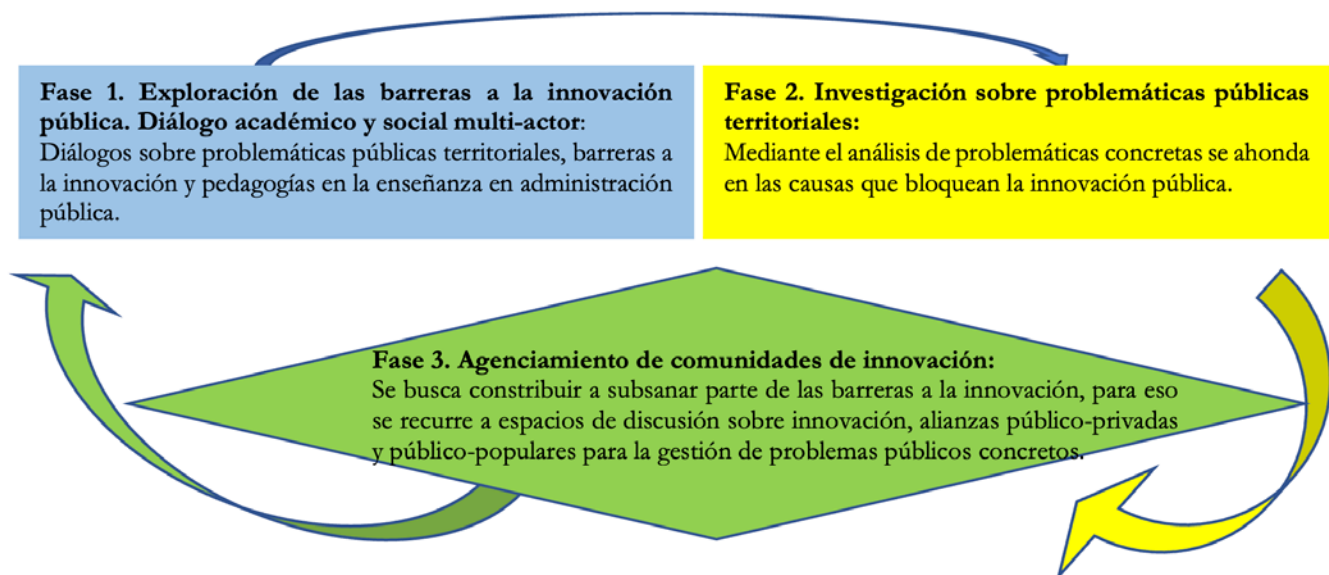 Fase 1. Exploración de las barreras a la innovación
pública. Diálogo académico y social multi-actor:
Diálogos sobre problemáticas públicas territoriales, barreras a
la innovación y pedagogías en la enseñanza en administración
pública.
Fase 2. Investigación sobre problemáticas públicas
territoriales:
Mediante el análisis de problemáticas concretas se ahonda
en las causas que bloquean la innovación pública.
Fase 3. Agenciamiento de comunidades de innovación:
Se busca constribuir a subsanar parte de las barreras a la innovación, para eso
se recurre a espacios de discusión sobre innovación, alianzas público-privadas
y público-populares para la gestión de problemas públicos concretos.